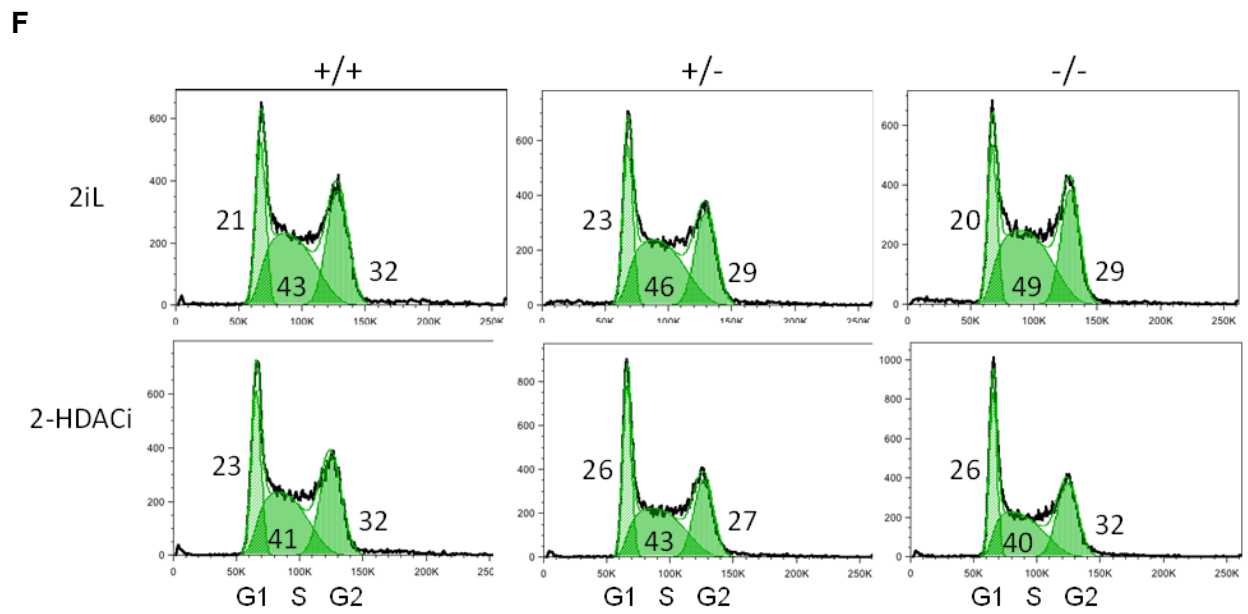 F
+/+ +/- -/-
2iL
600 400 200 0
21 43 32
0 50K 100K 150K 200K 250K
600 400 200 0
23 46 29
0 50K 100K 150K 200K 250K
600 400 200 0
20 49 29
0 50K 100K 150K 200K 250K
2-HDACi
600 400 200 0
23 41 32
0 50K 100K 150K 200K 250K
800 600 400 200 0
26 43 27
0 50K 100K 150K 200K 250K
1000 800 600 400 200 0
26 40 32
0 50K 100K 150K 200K 250K
G1 S G2 G1 S G2 G1 S G2